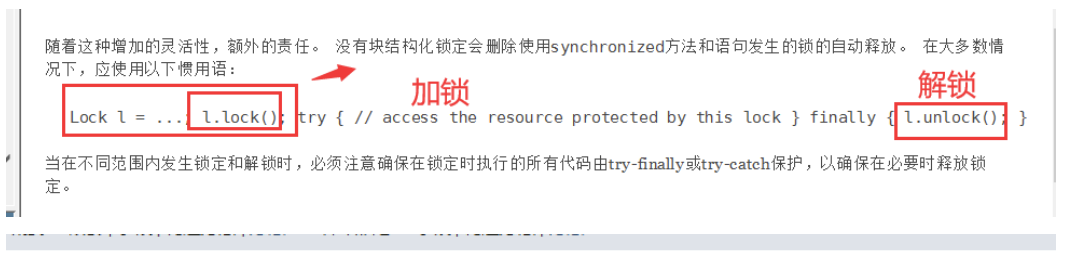 随着这种增加的灵活性，额外的责任。 没有块结构化锁定会删除使用synchronized方法和语句发生的锁的自动释放。 在大多数情
况下，应使用以下惯用语：
加锁
解锁
Lock l = ...; l.lock(); try { // access the resource protected by this lock } finally { l.unlock(); }
当在不同范围内发生锁定和解锁时，必须注意确保在锁定时执行的所有代码由try-finally或try-catch保护，以确保在必要时释放锁
定。